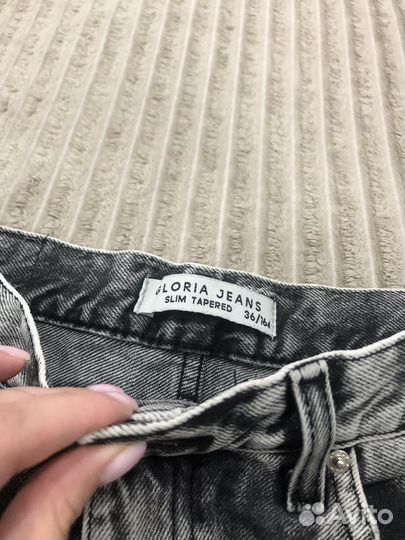 GLORIA JEANS
SLIM TAPERED
36/164
Avito